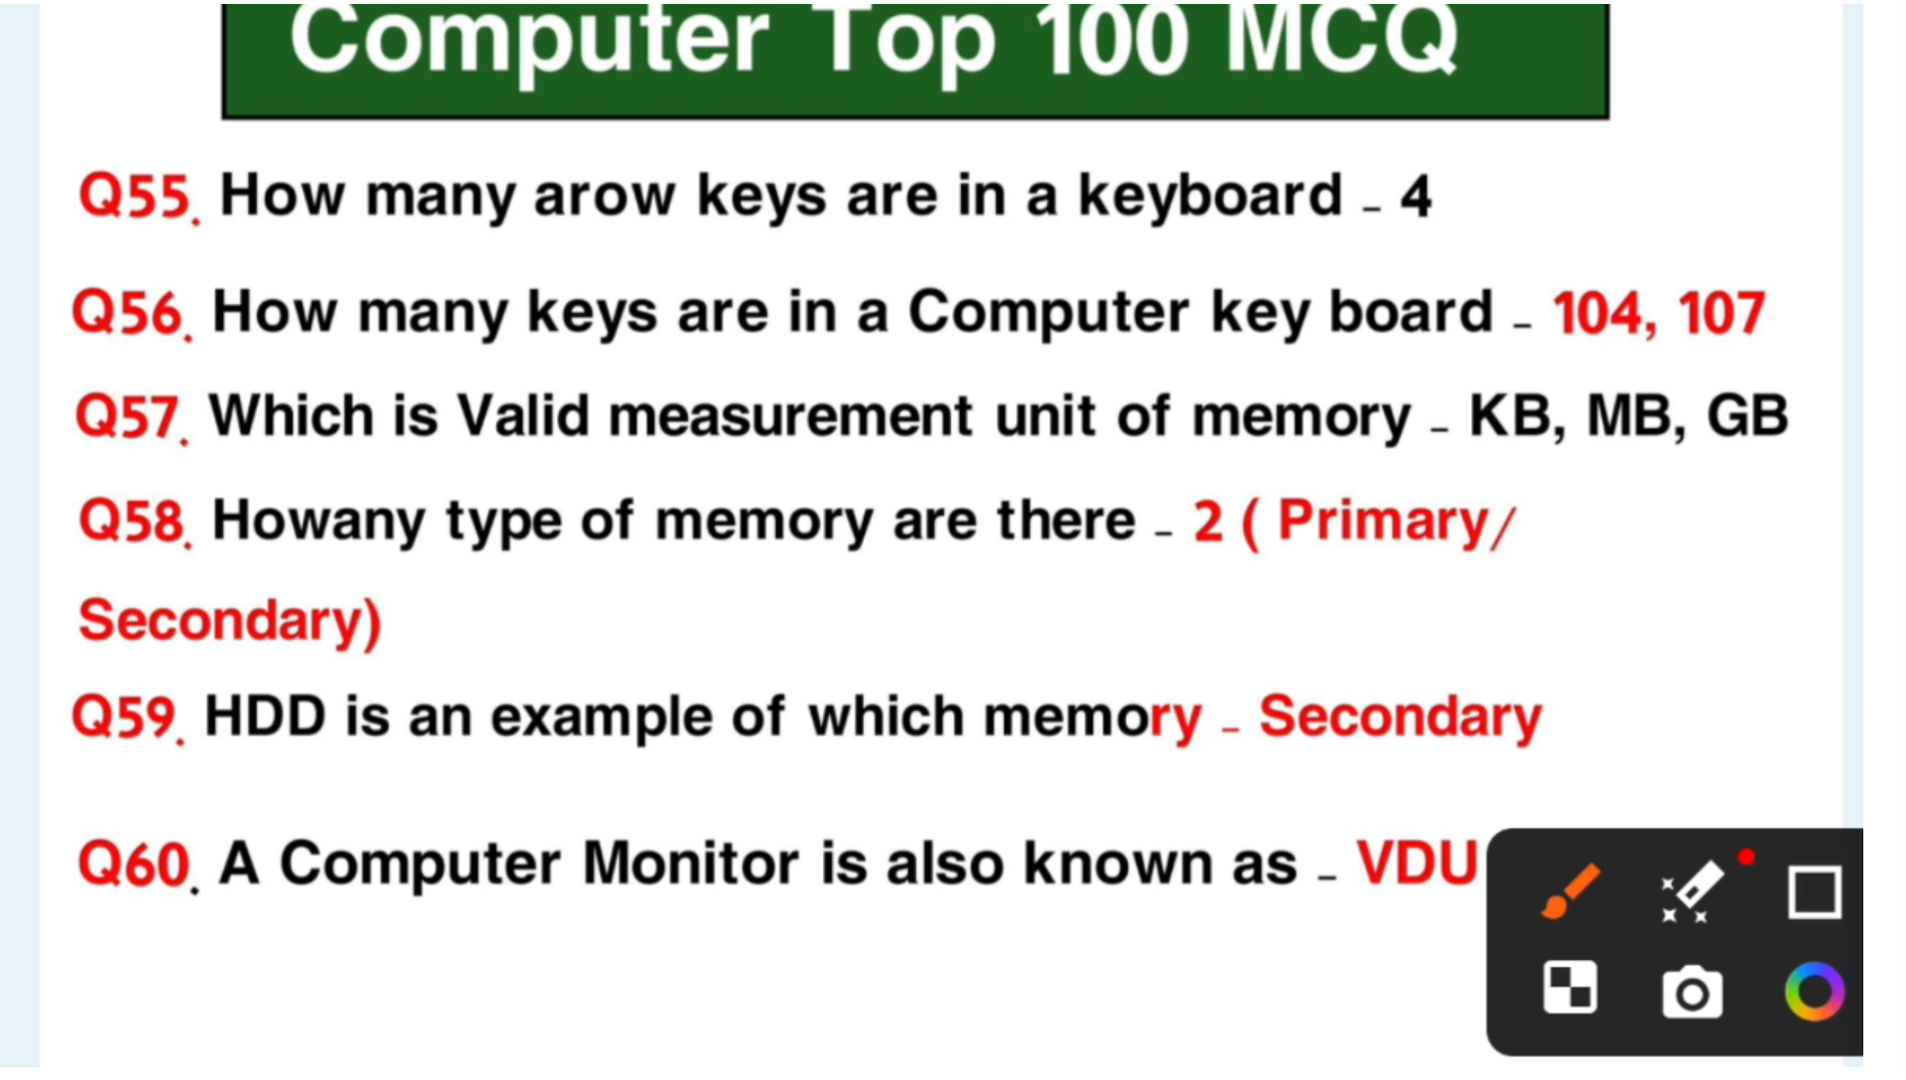 Computer Top 100 MCQ
Q55. How many arow keys are in a keyboard - 4
Q56. How many keys are in a Computer key board - 104, 107
Q57. Which is Valid measurement unit of memory - KB, MB, GB
Q58. Howany type of memory are there - 2 ( Primary/
Secondary)
Q59. HDD is an example of which memory - Secondary
Q60. A Computer Monitor is also known as - VDU